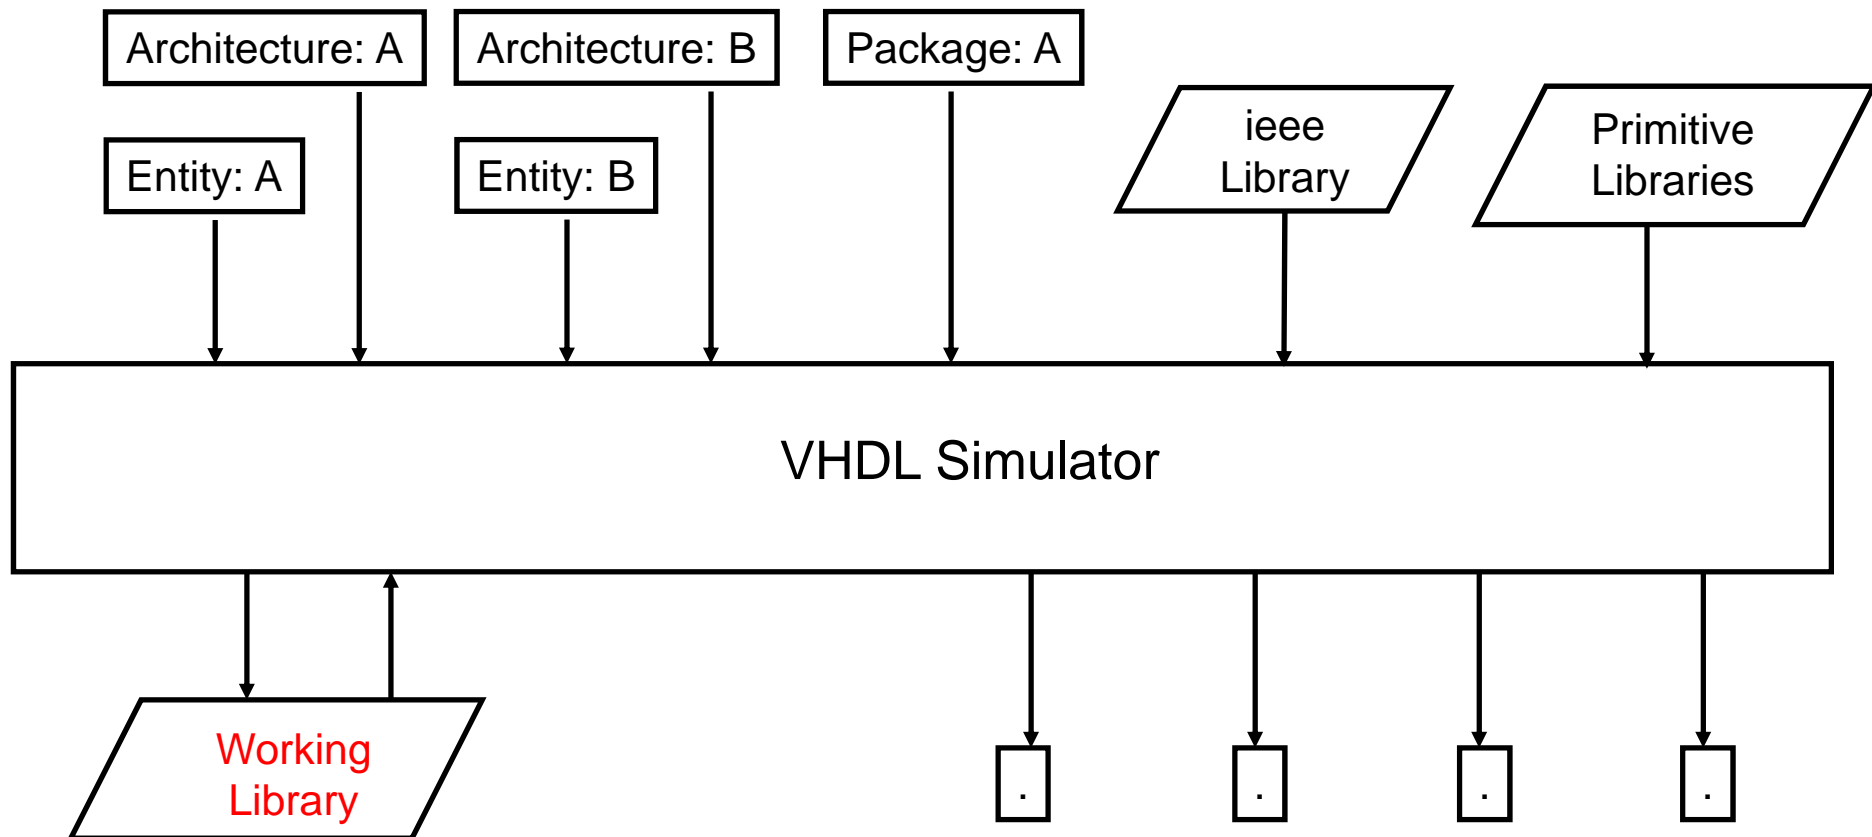 Architecture: A
Architecture: B
Package: A
ieee
Library
Primitive
Libraries
Entity: A
Entity: B
VHDL Simulator
Working
Library
.
.
.
.